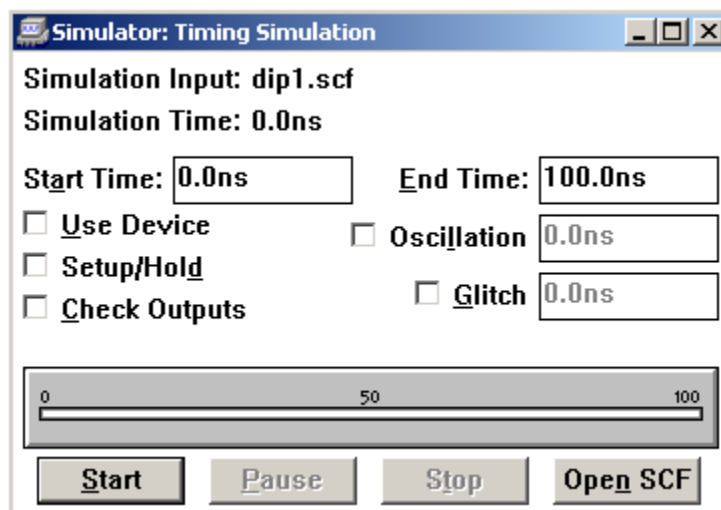 Simulator: Timing Simulation
Simulation Input: dip1.scf
Simulation Time: 0.0ns
Start Time: 0.0ns End Time: 100.0ns
Use Device
Oscillation 0.0ns
Setup/Hold
Glitch 0.0ns
Check Outputs
0 50 100
Start Pause Stop Open SCF